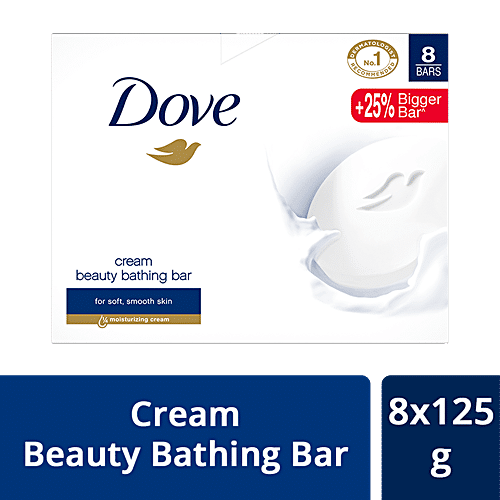 DERMATOLOGIST
No.1
RECOMMENDED
8
BARS
Dove
+25% Bigger
Bar^
cream
beauty bathing bar
for soft, smooth skin
¼ moisturizing cream
Cream
Beauty Bathing Bar
8x125
g